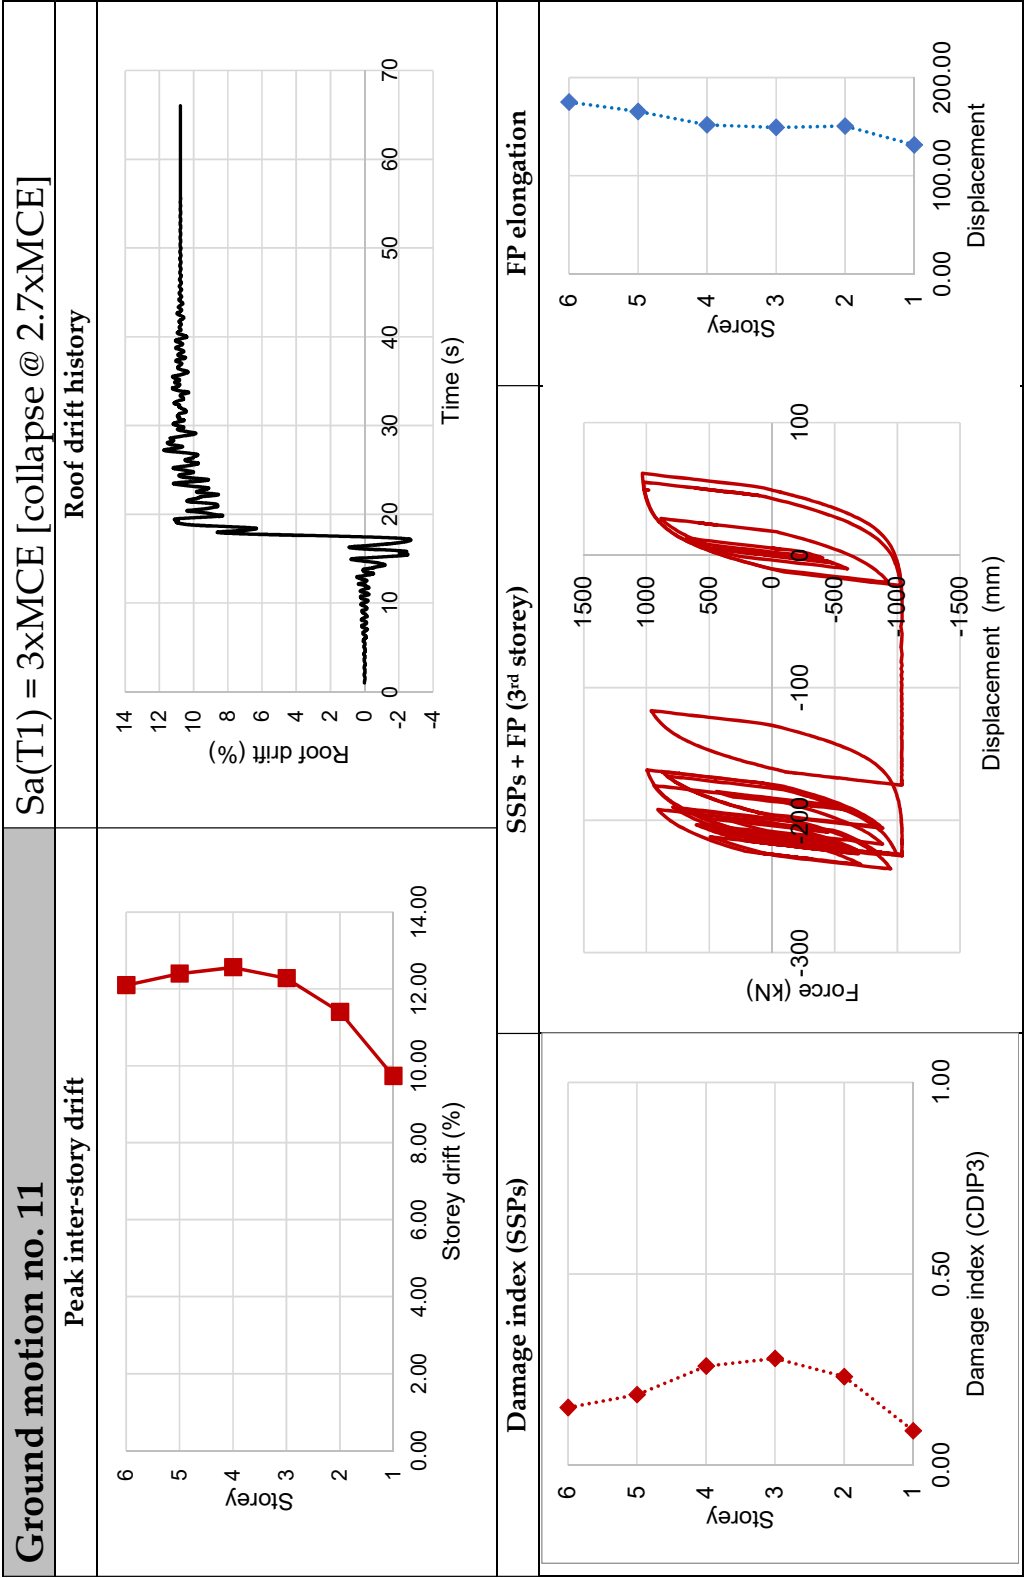 Ground motion no. 11
Sa(T1) = 3xMCE [collapse @ 2.7xMCE]
Peak inter-story drift
Roof drift history
6
5
4
3
2
1
Storey
0.00 2.00 4.00 6.00 8.00 10.00 12.00 14.00
Storey drift (%)
14
12
10
8
6
4
2
0
-2
-4
Roof drift (%)
0 10 20 30 40 50 60 70
Time (s)
Damage index (SSPs)
SSPs + FP (3rd storey)
FP elongation
6
5
4
3
2
1
Storey
0.00 0.50 1.00
Damage index (CDIP3)
1500
1000
500
0
-500
-1000
-1500
Force (kN)
-300 -200 -100 0 100
Displacement (mm)
6
5
4
3
2
1
Storey
0.00 100.00 200.00
Displacement